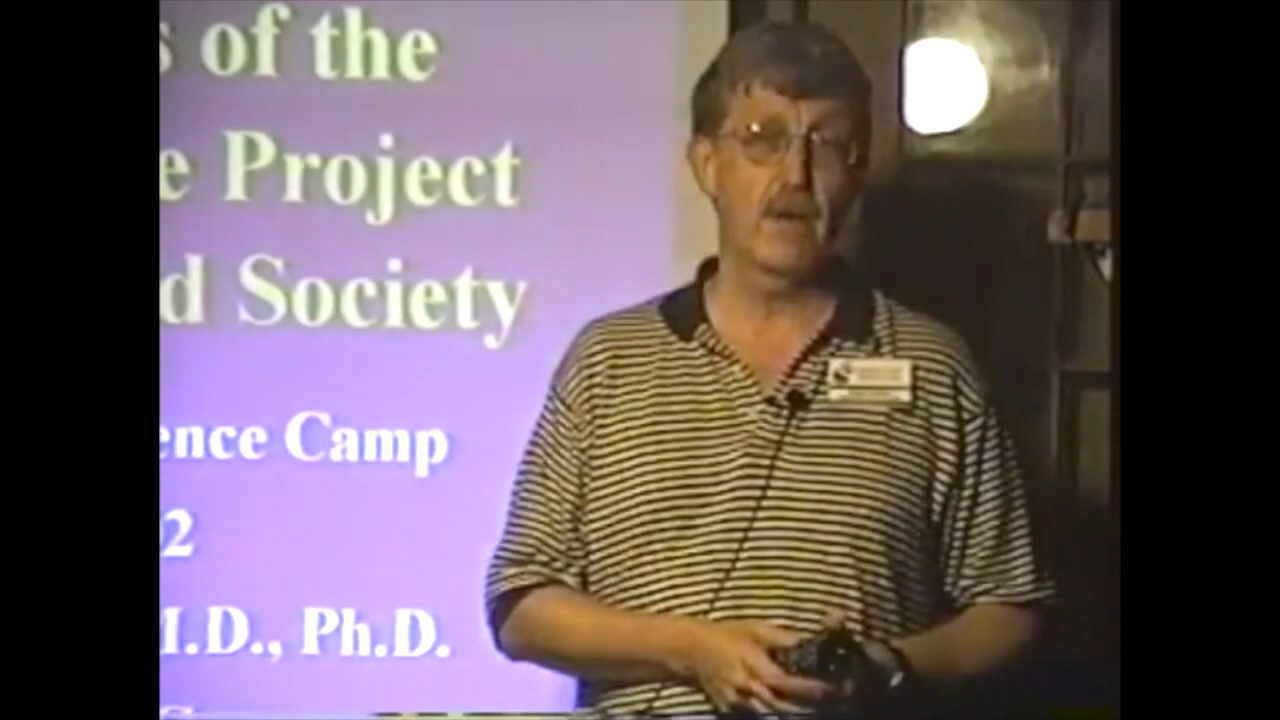 s of the
e Project
d Society
ence Camp
2
I.D., Ph.D.